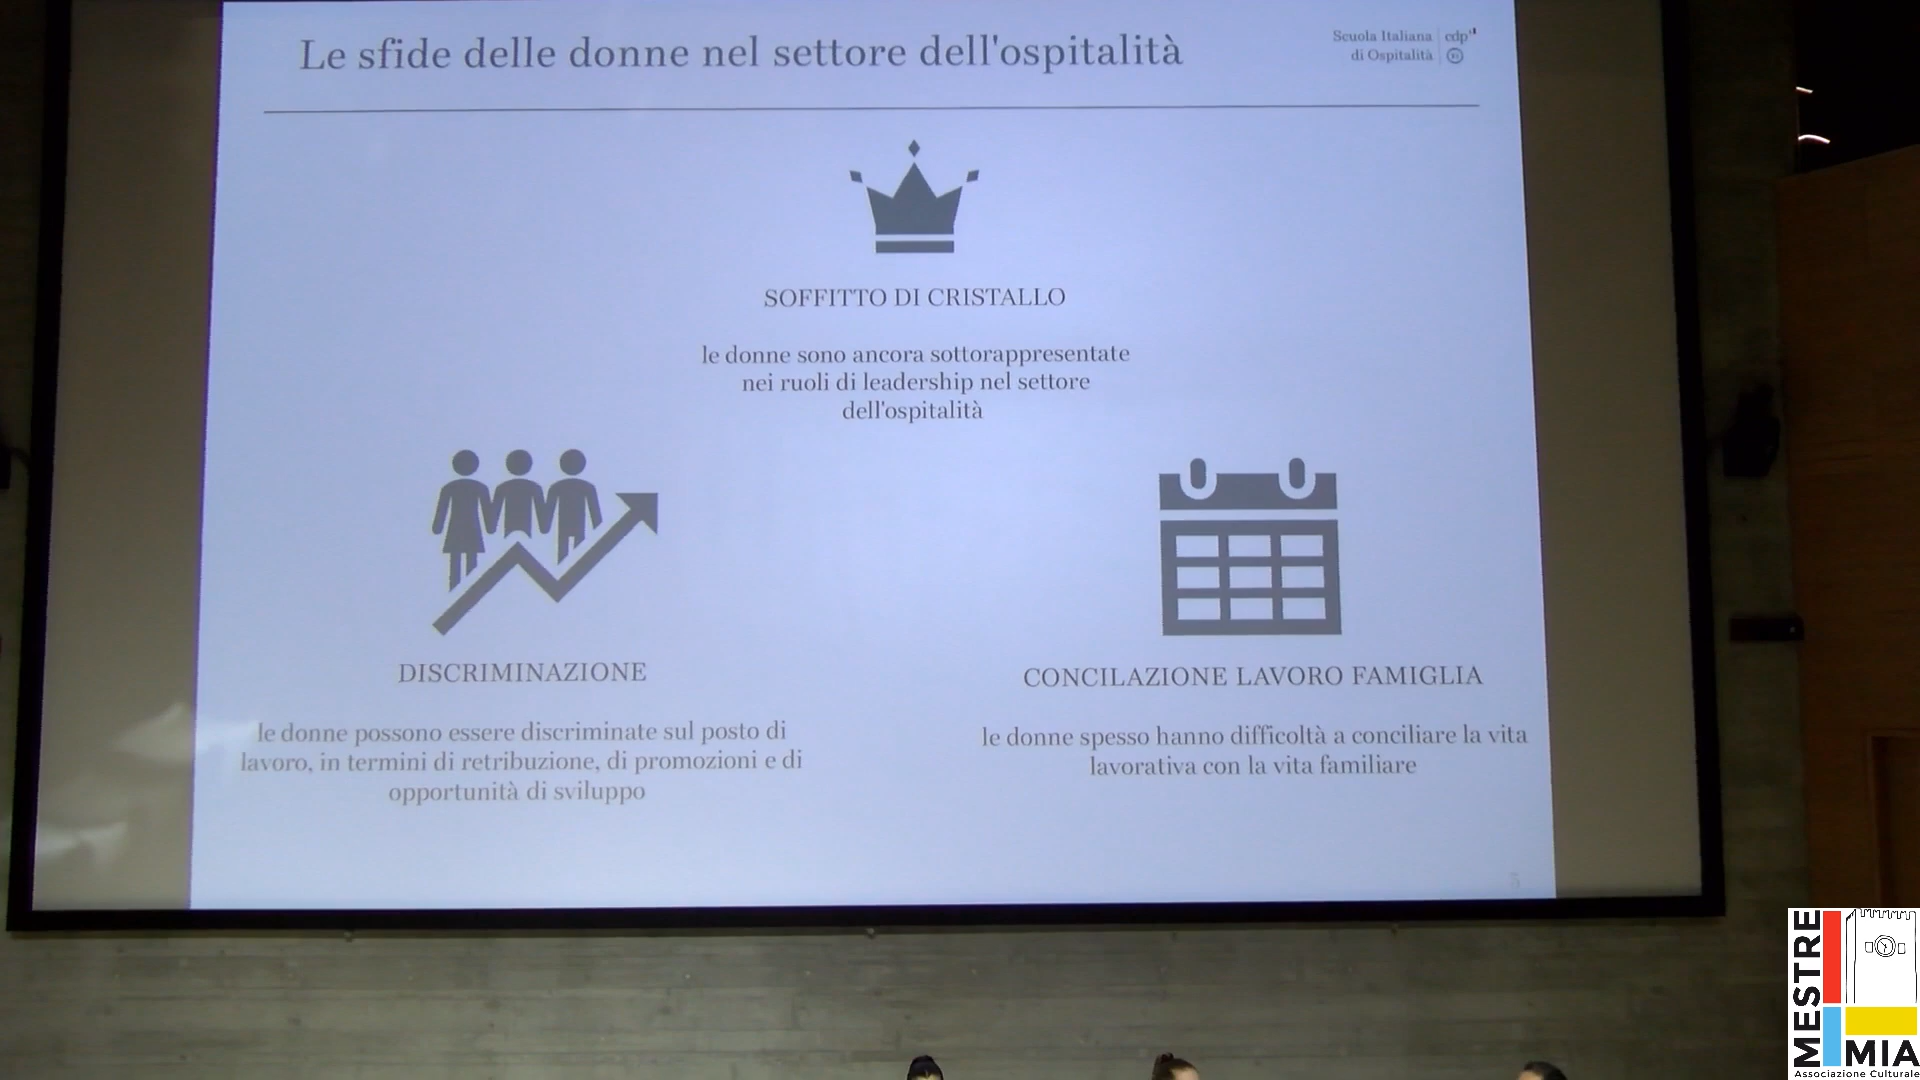 Le sfide delle donne nel settore dell'ospitalità
Scuola Italiana
di Ospitalità
cdp
SOFFITTO DI CRISTALLO
le donne sono ancora sottorappresentate
nei ruoli di leadership nel settore
dell'ospitalità
DISCRIMINAZIONE
le donne possono essere discriminate sul posto di
lavoro, in termini di retribuzione, di promozioni e di
opportunità di sviluppo
CONCILAZIONE LAVORO FAMIGLIA
le donne spesso hanno difficoltà a conciliare la vita
lavorativa con la vita familiare
5
MESTRE
MIA
Associazione Culturale